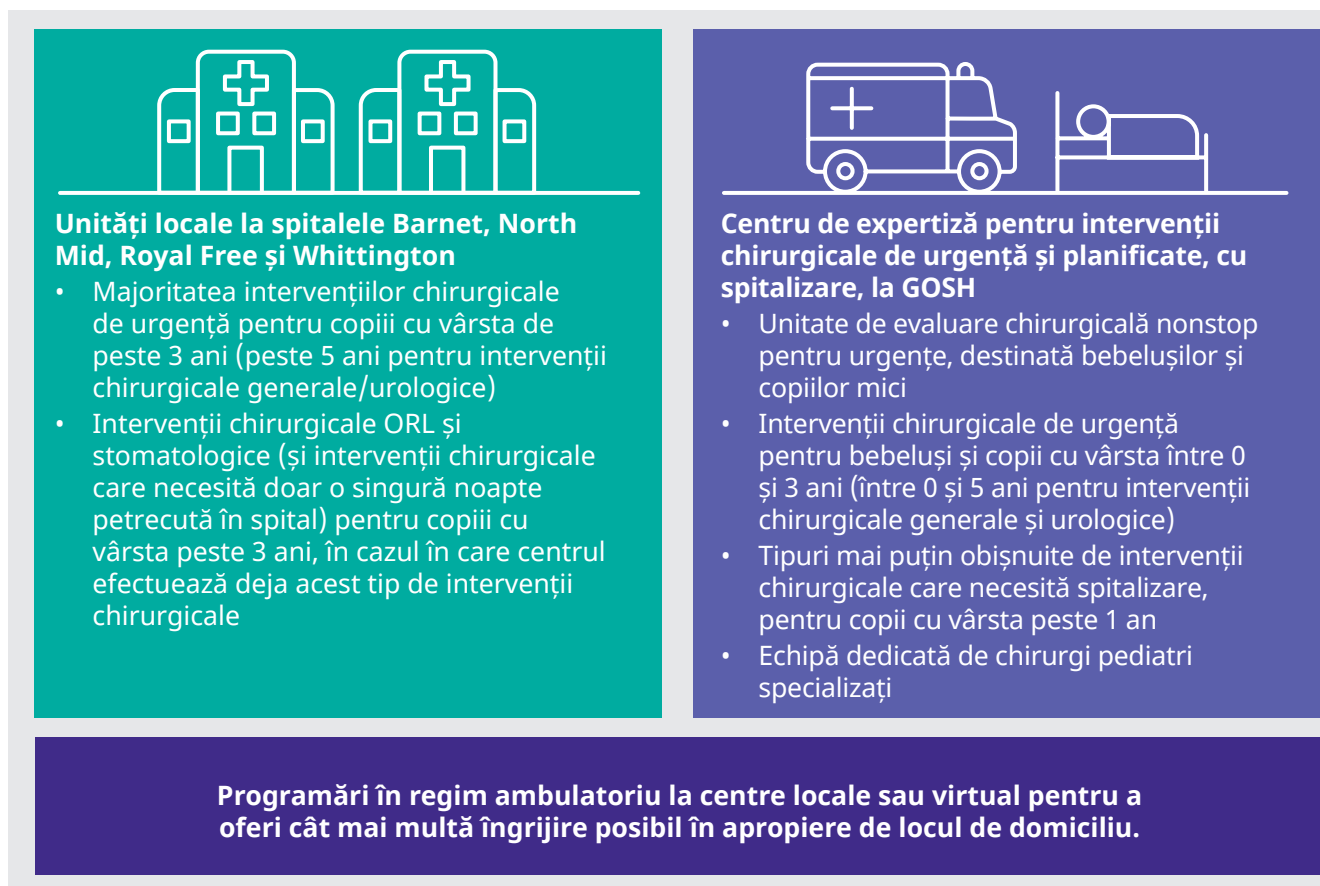 Unități locale la spitalele Barnet, North
Mid, Royal Free și Whittington
• Majoritatea intervențiilor chirurgicale
de urgență pentru copiii cu vârsta de
peste 3 ani (peste 5 ani pentru intervenții
chirurgicale generale/urologice)
• Intervenții chirurgicale ORL și
stomatologice (și intervenții chirurgicale
care necesită doar o singură noapte
petrecută în spital) pentru copiii cu
vârsta peste 3 ani, în cazul în care centrul
efectuează deja acest tip de intervenții
chirurgicale
Centru de expertiză pentru intervenții
chirurgicale de urgență și planificate, cu
spitalizare, la GOSH
• Unitate de evaluare chirurgicală nonstop
pentru urgențe, destinată bebelușilor și
copiilor mici
• Intervenții chirurgicale de urgență
pentru bebeluși și copii cu vârsta între 0
și 3 ani (între 0 și 5 ani pentru intervenții
chirurgicale generale și urologice)
• Tipuri mai puțin obișnuite de intervenții
chirurgicale care necesită spitalizare,
pentru copii cu vârsta peste 1 an
• Echipă dedicată de chirurgi pediatri
specializați
Programări în regim ambulatoriu la centre locale sau virtual pentru a
oferi cât mai multă îngrijire posibil în apropiere de locul de domiciliu.